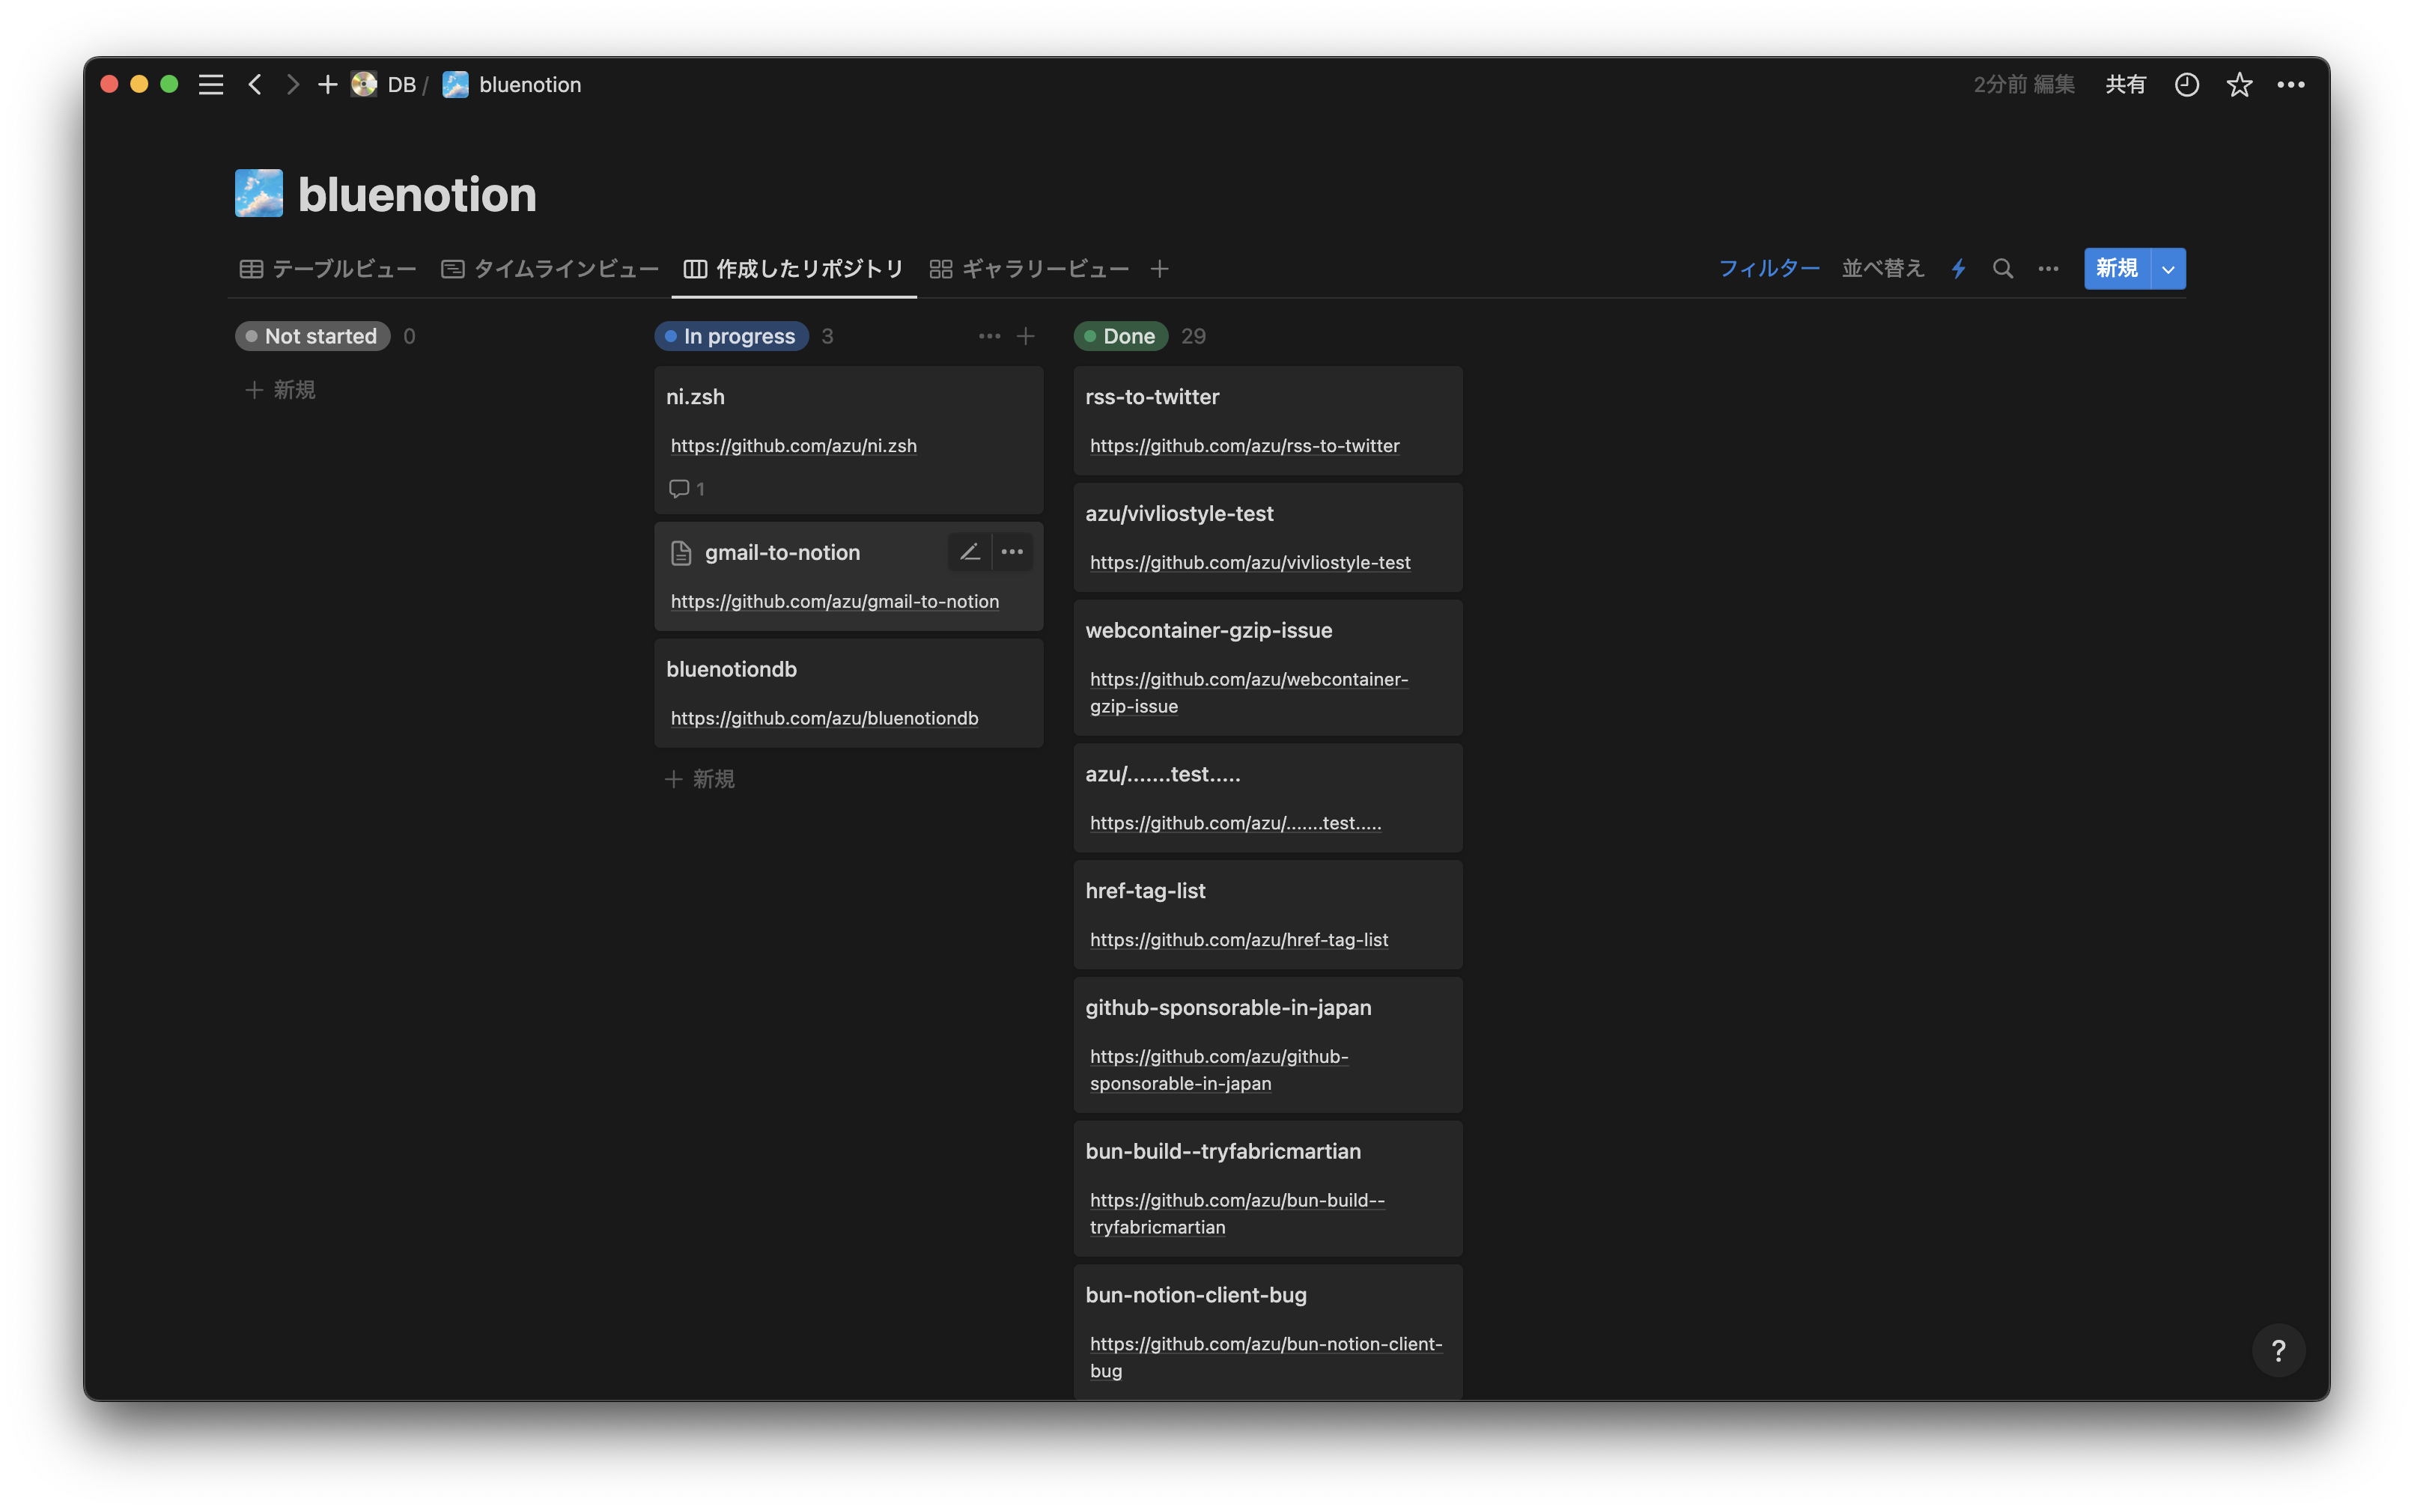 DB / bluenotion
2分前 編集 共有
bluenotion
テーブルビュー タイムラインビュー 作成したリポジトリ ギャラリービュー
フィルター 並べ替え 新規
Not started 0
新規
In progress 3
ni.zsh
https://github.com/azu/ni.zsh
1
gmail-to-notion
https://github.com/azu/gmail-to-notion
bluenotiondb
https://github.com/azu/bluenotiondb
新規
Done 29
rss-to-twitter
https://github.com/azu/rss-to-twitter
azu/vivliostyle-test
https://github.com/azu/vivliostyle-test
webcontainer-gzip-issue
https://github.com/azu/webcontainer-
gzip-issue
azu/.......test.....
https://github.com/azu/.......test.....
href-tag-list
https://github.com/azu/href-tag-list
github-sponsorable-in-japan
https://github.com/azu/github-
sponsorable-in-japan
bun-build--tryfabricmartian
https://github.com/azu/bun-build--
tryfabricmartian
bun-notion-client-bug
https://github.com/azu/bun-notion-client-
bug
?